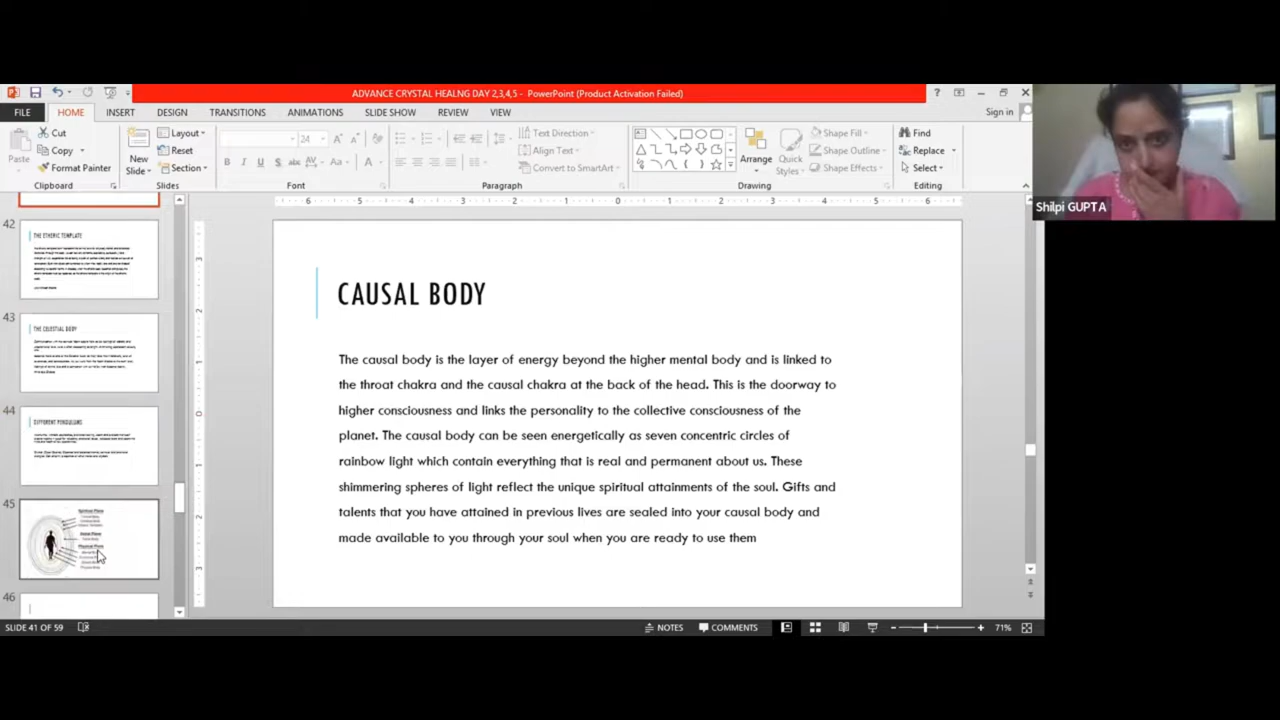 ADVANCE CRYSTAL HEALNG DAY 2,3,4,5 - PowerPoint (Product Activation Failed)
FILE HOME INSERT DESIGN TRANSITIONS ANIMATIONS SLIDE SHOW REVIEW VIEW Sign in
Paste Cut Copy Format Painter
New Slide Layout Reset Section
24
Text Direction Align Text Convert to SmartArt
Arrange Quick Styles Shape Fill Shape Outline Shape Effects
Find Replace Select
Clipboard Slides Font Paragraph Drawing Editing
Shilpi GUPTA
42
THE ETHERIC TEMPLATE
43
THE CELESTIAL BODY
44
DIFFERENT PENDULUMS
45
Spiritual Plane
Astral Plane
Physical Plane
46
CAUSAL BODY
The causal body is the layer of energy beyond the higher mental body and is linked to
the throat chakra and the causal chakra at the back of the head. This is the doorway to
higher consciousness and links the personality to the collective consciousness of the
planet. The causal body can be seen energetically as seven concentric circles of
rainbow light which contain everything that is real and permanent about us. These
shimmering spheres of light reflect the unique spiritual attainments of the soul. Gifts and
talents that you have attained in previous lives are sealed into your causal body and
made available to you through your soul when you are ready to use them
SLIDE 41 OF 59 NOTES COMMENTS 71%